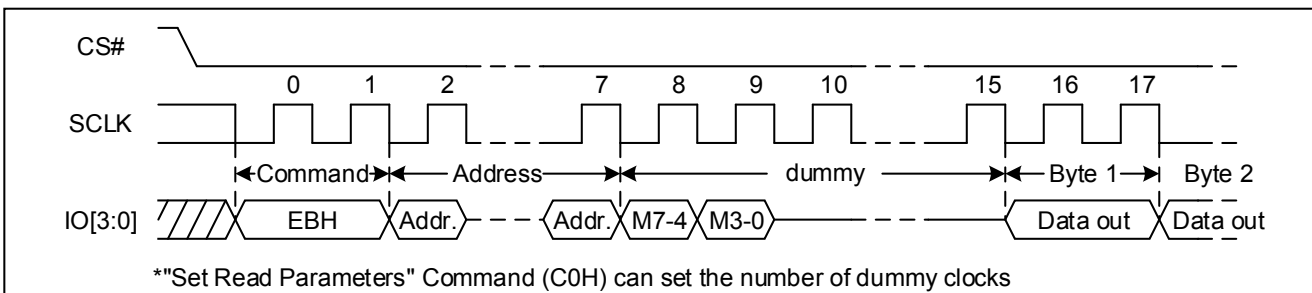 CS#
0 1 2 7 8 9 10 15 16 17
SCLK
Command Address dummy Byte 1 Byte 2
IO[3:0] EBH Addr. Addr. M7-4 M3-0 Data out Data out
*"Set Read Parameters" Command (C0H) can set the number of dummy clocks